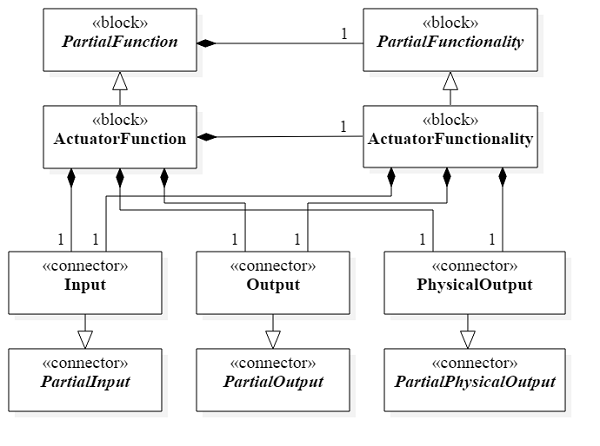 «block»
PartialFunction
1
«block»
PartialFunctionality
«block»
ActuatorFunction
1
«block»
ActuatorFunctionality
1
1
1
1
1
1
«connector»
Input
«connector»
Output
«connector»
PhysicalOutput
«connector»
PartialInput
«connector»
PartialOutput
«connector»
PartialPhysicalOutput